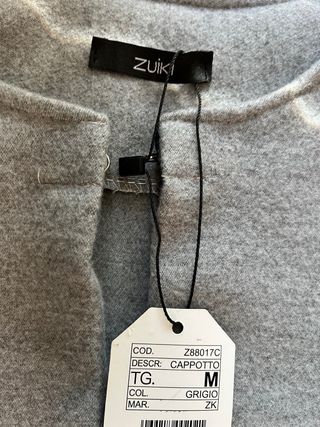 ZUIKI
COD. Z88017C
DESCR: CAPPOTTO
TG. M
COL. GRIGIO
MAR. ZK